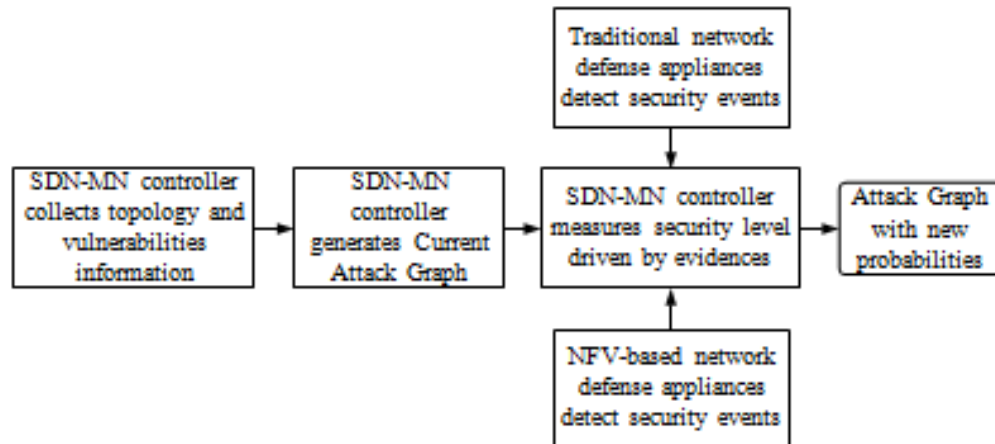 Traditional network
defense appliances
detect security events
SDN-MN controller
collects topology and
vulnerabilities
information
SDN-MN
controller
generates Current
Attack Graph
SDN-MN controller
measures security level
driven by evidences
Attack Graph
with new
probabilities
NFV-based network
defense appliances
detect security events